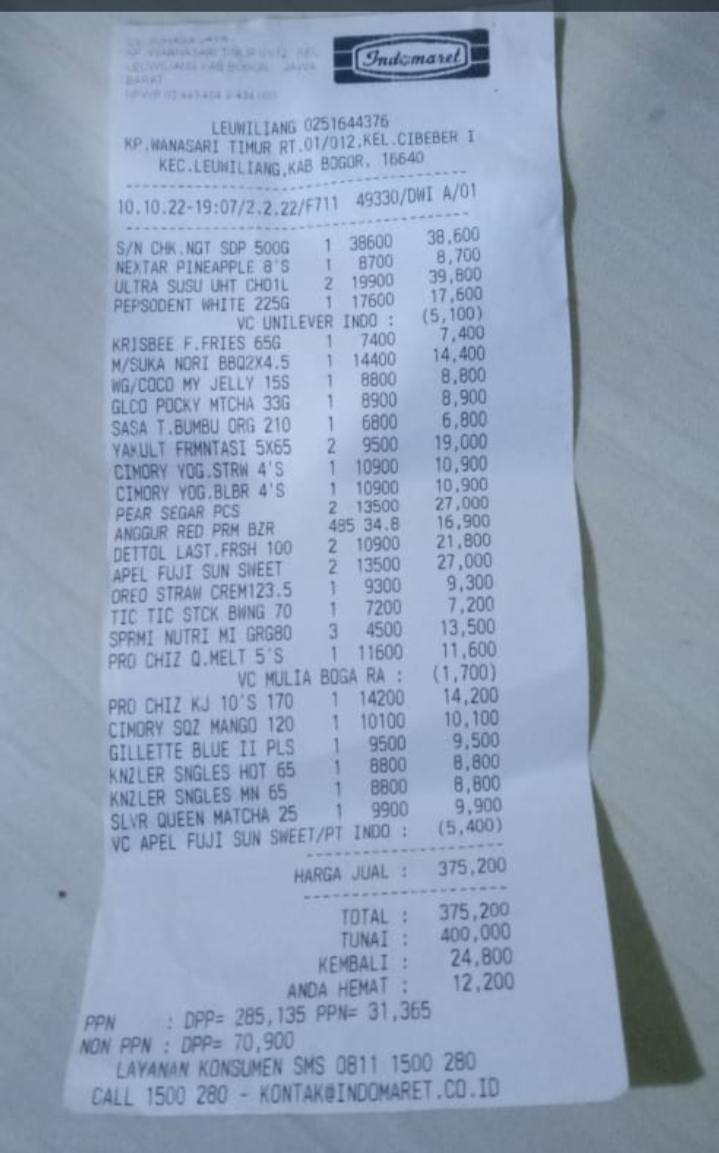 Indomaret
KP.WANASARI TIMUR 01/12, KEL
LEUWILIANG KAB BOGOR, JAWA
BARAT
LEUWILIANG 0251644376
KP.WANASARI TIMUR RT.01/012,KEL.CIBEBER I
KEC.LEUWILIANG,KAB BOGOR, 16640
10.10.22-19:07/2.2.22/F711 49330/DWI A/01
S/N CHK.NGT SDP 500G 1 38600 38,600
NEXTAR PINEAPPLE 8'S 1 8700 8,700
ULTRA SUSU UHT CHO1L 2 19900 39,800
PEPSODENT WHITE 225G 1 17600 17,600
VC UNILEVER INDO : (5,100)
KRISBEE F.FRIES 65G 1 7400 7,400
M/SUKA NORI BBQ2X4.5 1 14400 14,400
WG/COCO MY JELLY 15S 1 8800 8,800
GLCO POCKY MTCHA 33G 1 8900 8,900
SASA T.BUMBU ORG 210 1 6800 6,800
YAKULT FRMNTASI 5X65 2 9500 19,000
CIMORY YOG.STRW 4'S 1 10900 10,900
CIMORY YOG.BLBR 4'S 1 10900 10,900
PEAR SEGAR PCS 2 13500 27,000
ANGGUR RED PRM BZR 485 34.8 16,900
DETTOL LAST.FRSH 100 2 10900 21,800
APEL FUJI SUN SWEET 2 13500 27,000
OREO STRAW CREM123.5 1 9300 9,300
TIC TIC STCK BWNG 70 1 7200 7,200
SPRMI NUTRI MI GRG80 3 4500 13,500
PRO CHIZ Q.MELT 5'S 1 11600 11,600
VC MULIA BOGA RA : (1,700)
PRO CHIZ KJ 10'S 170 1 14200 14,200
CIMORY SQZ MANGO 120 1 10100 10,100
GILLETTE BLUE II PLS 1 9500 9,500
KNZLER SNGLES HOT 65 1 8800 8,800
KNZLER SNGLES MN 65 1 8800 8,800
SLVR QUEEN MATCHA 25 1 9900 9,900
VC APEL FUJI SUN SWEET/PT INDO : (5,400)
HARGA JUAL : 375,200
TOTAL : 375,200
TUNAI : 400,000
KEMBALI : 24,800
ANDA HEMAT : 12,200
PPN : DPP= 285,135 PPN= 31,365
NON PPN : DPP= 70,900
LAYANAN KONSUMEN SMS 0811 1500 280
CALL 1500 280 - KONTAK@INDOMARET.CO.ID